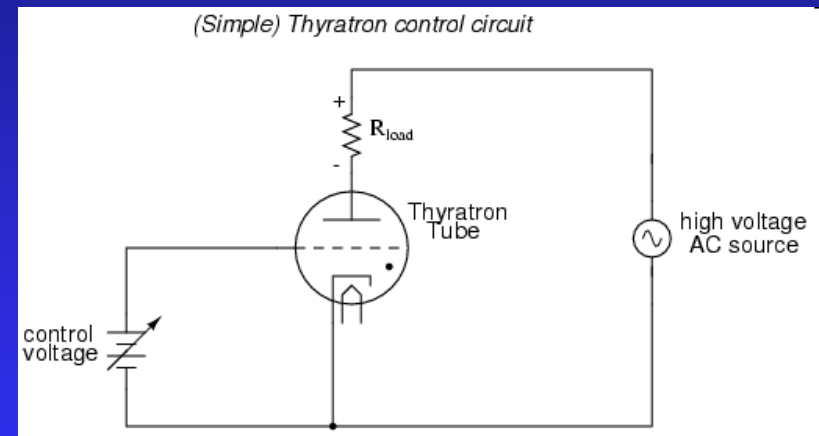 (Simple) Thyratron control circuit
+
Rload
-
Thyratron
Tube
high voltage
AC source
control
voltage